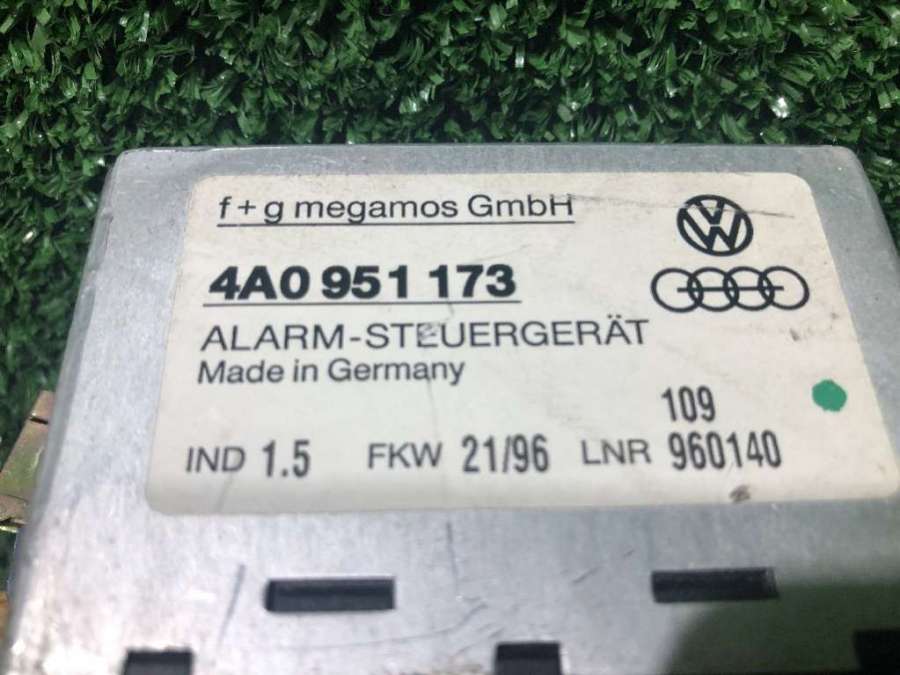 f+g megamos GmbH
4A0 951 173
ALARM-STEUERGERÄT
Made in Germany
109
IND 1.5 FKW 21/96 LNR 960140